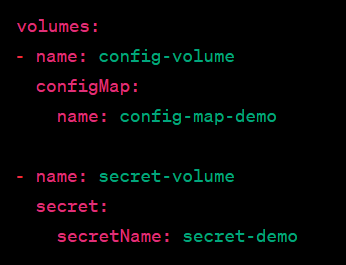 volumes:
- name: config-volume
  configMap:
    name: config-map-demo

- name: secret-volume
  secret:
    secretName: secret-demo